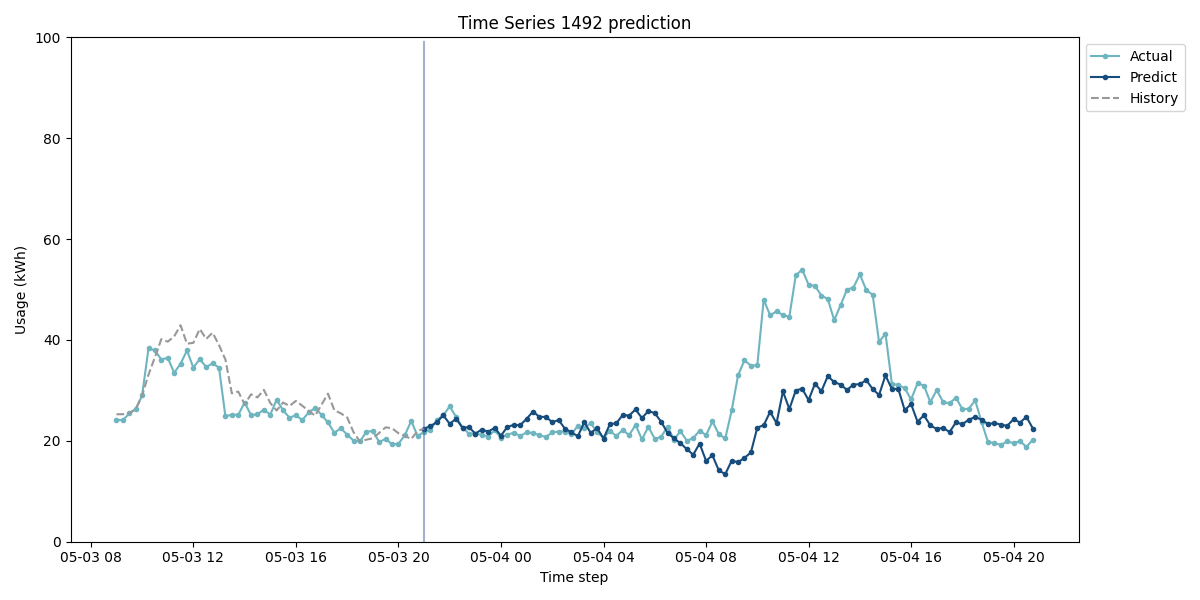 Time Series 1492 prediction
100
80
60
40
20
0
Usage (kWh)
05-03 08
05-03 12
05-03 16
05-03 20
05-04 00
05-04 04
05-04 08
05-04 12
05-04 16
05-04 20
Time step
Actual
Predict
History